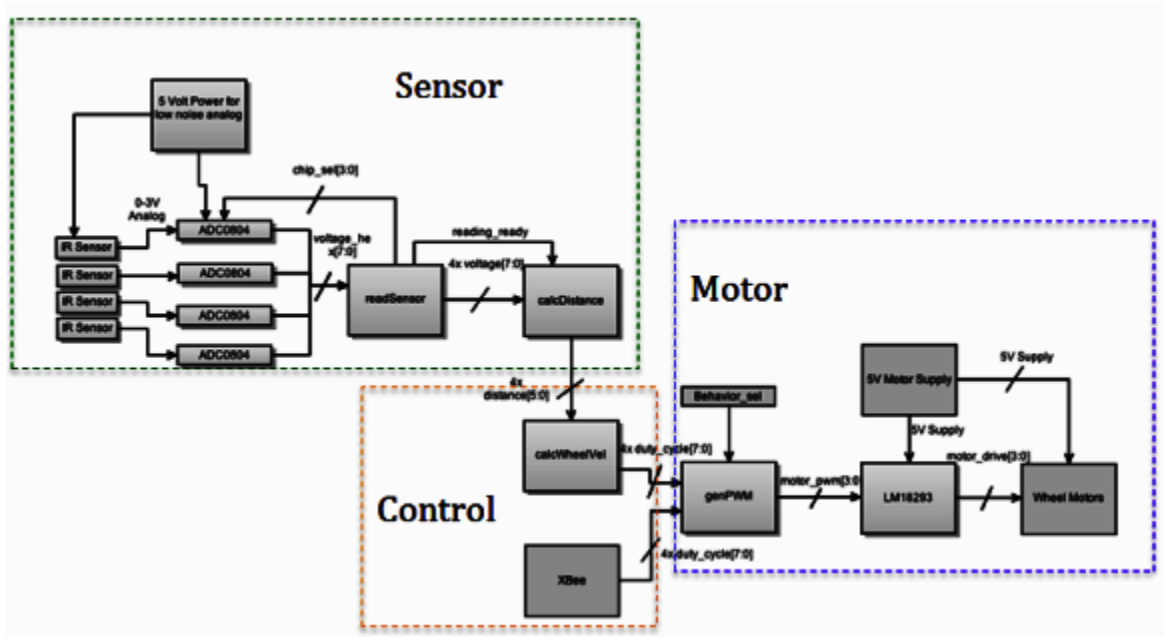 Sensor
5 Volt Power for
low noise analog
chip_sel[3:0]
0-3V
Analog
ADC0804
IR Sensor
voltage_he
x[7:0]
reading_ready
4x voltage[7:0]
IR Sensor
ADC0804
readSensor
calcDistance
IR Sensor
ADC0804
IR Sensor
ADC0804
Motor
4x
distance[5:0]
Behavior_sel
5V Motor Supply
5V Supply
5V Supply
calcWheelVel
4x duty_cycle[7:0]
motor_drive[3:0]
Control
genPWM
motor_pwm[3:0]
LM18293
Wheel Motors
4x duty_cycle[7:0]
XBee